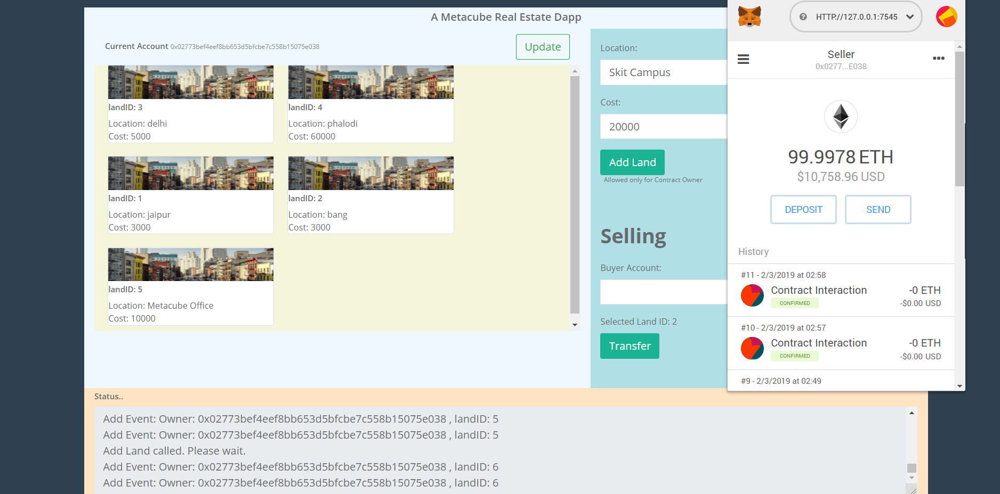 A Metacube Real Estate Dapp
Current Account 0x02773bef4eef8bb653d5bfcbe7c558b15075e038
Update
landID: 3
Location: delhi
Cost: 5000
landID: 4
Location: phalodi
Cost: 60000
landID: 1
Location: jaipur
Cost: 3000
landID: 2
Location: bang
Cost: 3000
landID: 5
Location: Metacube Office
Cost: 10000
Location:
Skit Campus
Cost:
20000
Add Land
Allowed only for Contract Owner
Selling
Buyer Account:
Selected Land ID: 2
Transfer
HTTP://127.0.0.1:7545
Seller
0x0277...E038
99.9978 ETH
$10,758.96 USD
DEPOSIT
SEND
History
#11 - 2/3/2019 at 02:58
Contract Interaction
-0 ETH
CONFIRMED
-$0.00 USD
#10 - 2/3/2019 at 02:57
Contract Interaction
-0 ETH
CONFIRMED
-$0.00 USD
#9 - 2/3/2019 at 02:49
Status..
Add Event: Owner: 0x02773bef4eef8bb653d5bfcbe7c558b15075e038 , landID: 5
Add Event: Owner: 0x02773bef4eef8bb653d5bfcbe7c558b15075e038 , landID: 5
Add Land called. Please wait.
Add Event: Owner: 0x02773bef4eef8bb653d5bfcbe7c558b15075e038 , landID: 6
Add Event: Owner: 0x02773bef4eef8bb653d5bfcbe7c558b15075e038 , landID: 6